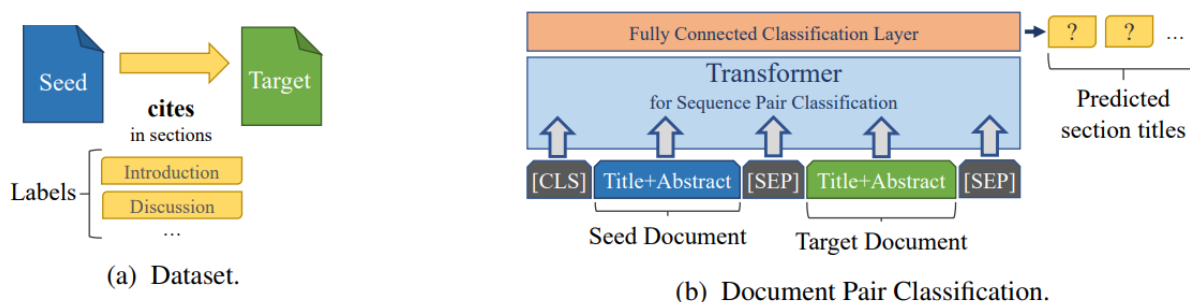 Seed
Target
cites
in sections
Labels
Introduction
Discussion
...
(a) Dataset.
Fully Connected Classification Layer
? ? ...
Transformer
for Sequence Pair Classification
Predicted
section titles
[CLS] Title+Abstract [SEP] Title+Abstract [SEP]
Seed Document
Target Document
(b) Document Pair Classification.